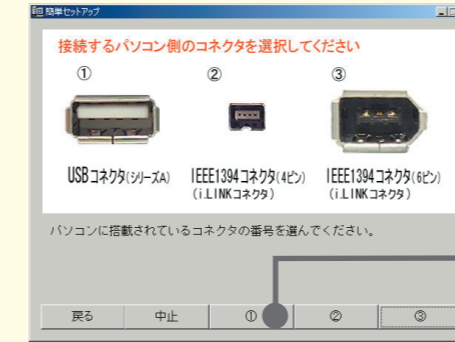 簡単セットアップ
接続するパソコン側のコネクタを選択してください
① ② ③
USBコネクタ(シリーズA) IEEE1394コネクタ(4ピン) IEEE1394コネクタ(6ピン)
(i.LINKコネクタ) (i.LINKコネクタ)
パソコンに搭載されているコネクタの番号を選んでください。
戻る 中止 ① ② ③